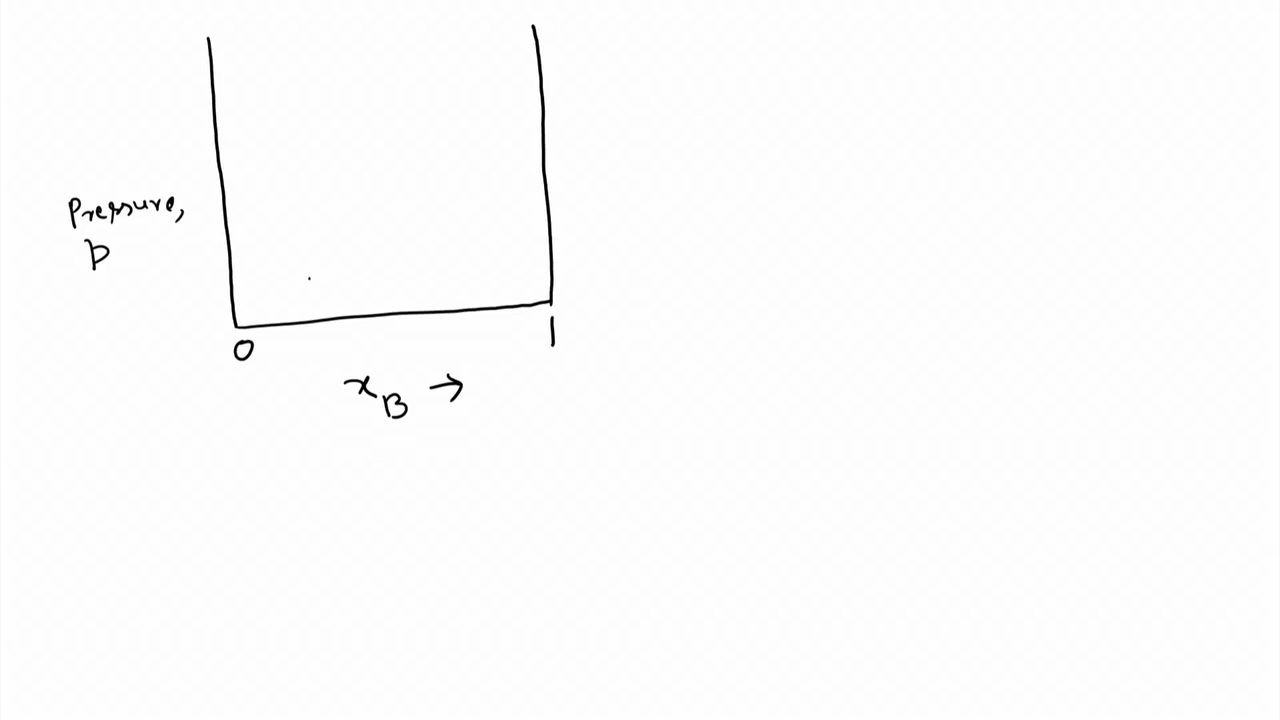 Pressure,
p
0
1
x_B →